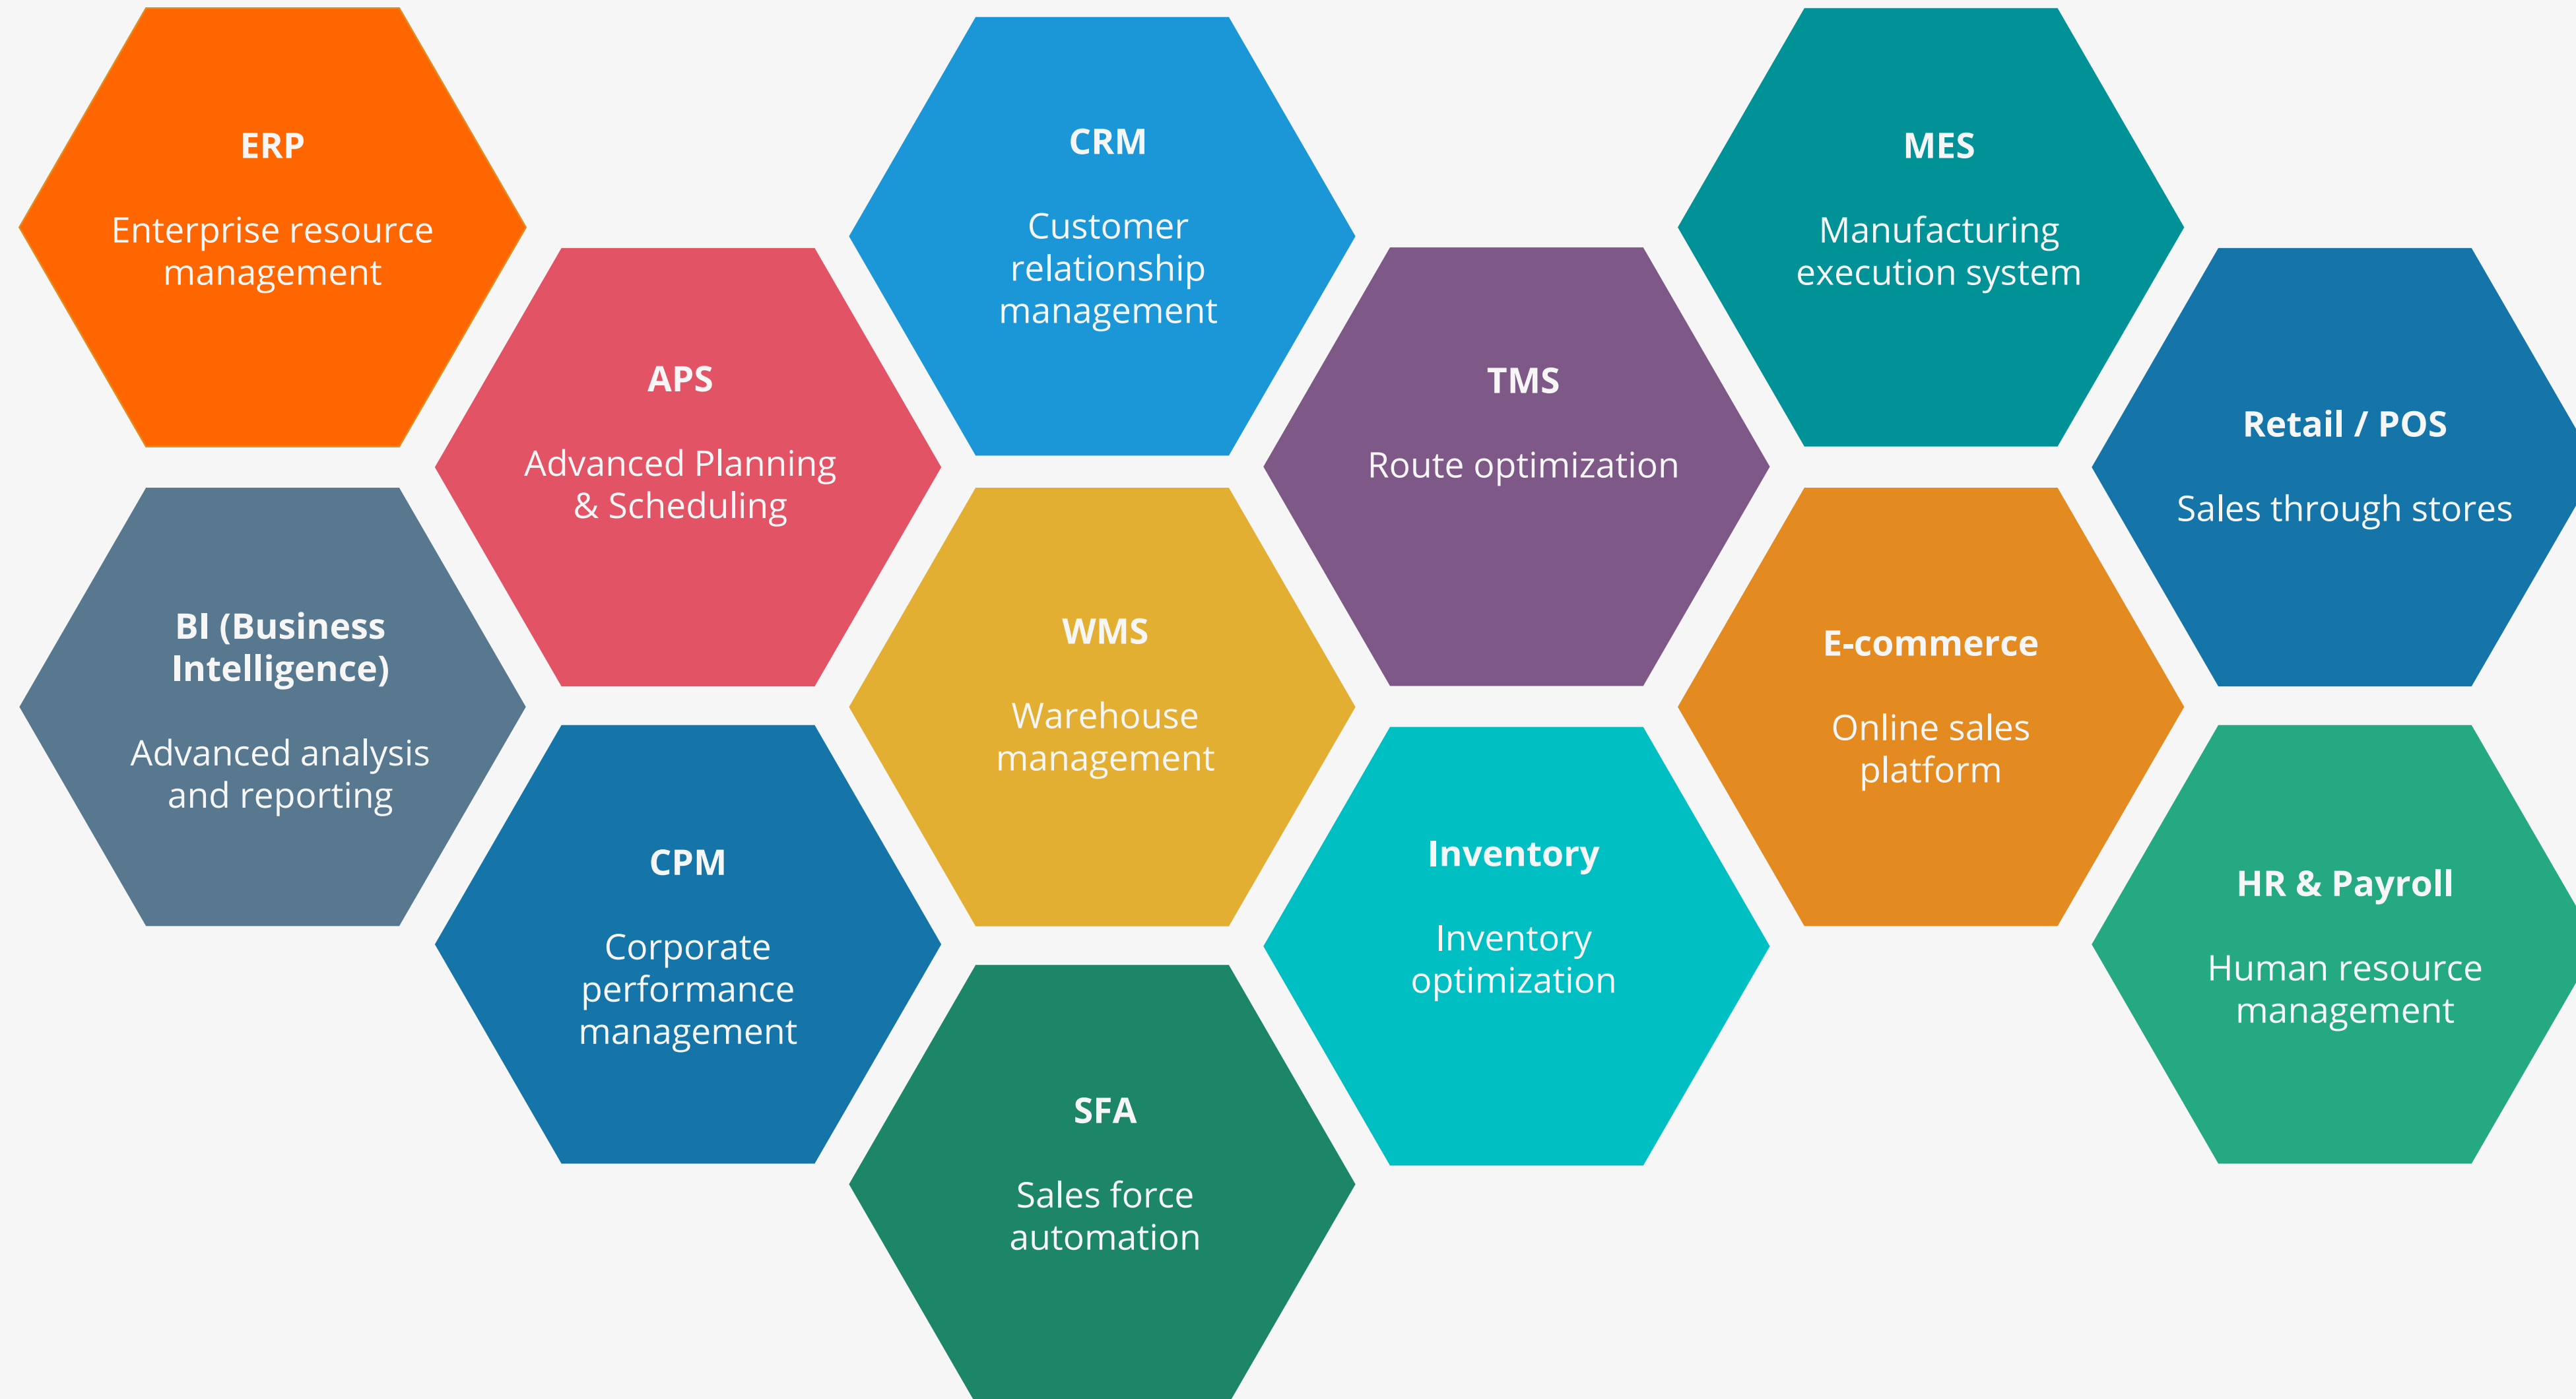 ERP
Enterprise resource
management
CRM
Customer
relationship
management
MES
Manufacturing
execution system
APS
Advanced Planning
& Scheduling
TMS
Route optimization
Retail / POS
Sales through stores
BI (Business
Intelligence)
Advanced analysis
and reporting
WMS
Warehouse
management
E-commerce
Online sales
platform
CPM
Corporate
performance
management
Inventory
Inventory
optimization
HR & Payroll
Human resource
management
SFA
Sales force
automation